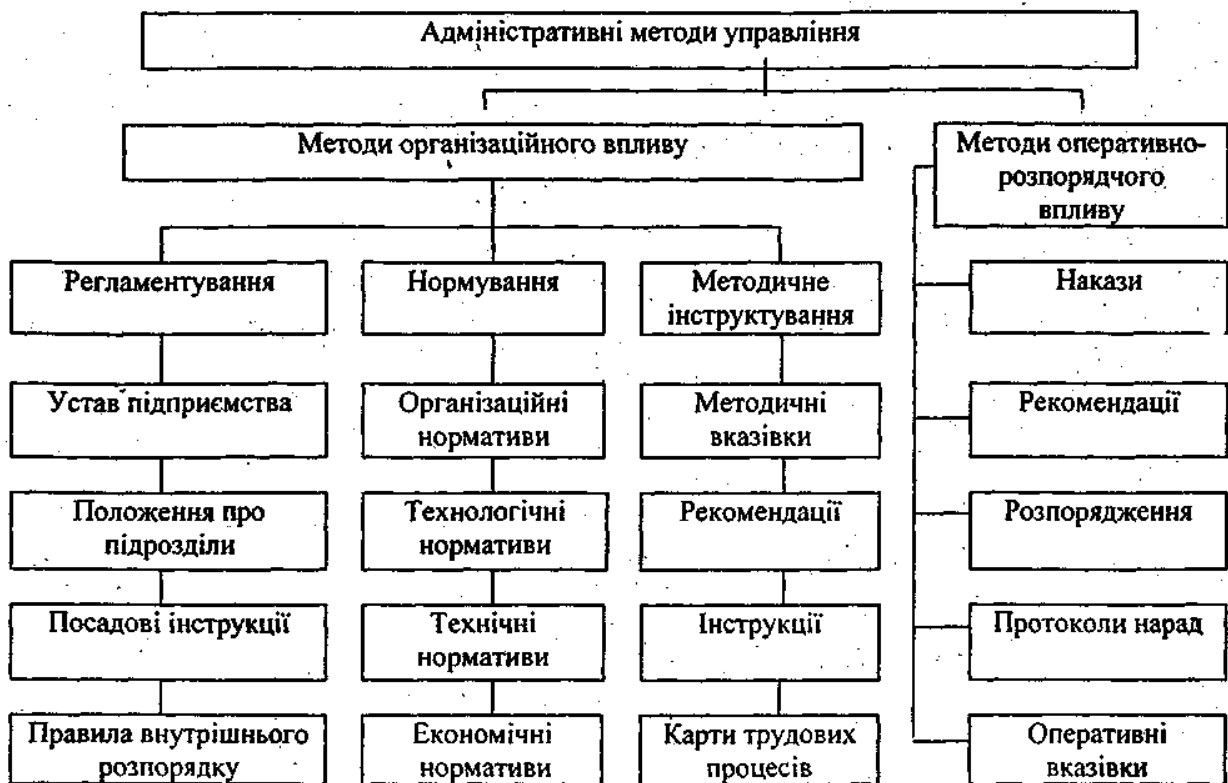 Адміністративні методи управління
Методи організаційного впливу
Методи оперативно-
розпорядчого
впливу
Регламентування
Нормування
Методичне
інструктування
Накази
Устав підприємства
Організаційні
нормативи
Методичні
вказівки
Рекомендації
Положення про
підрозділи
Технологічні
нормативи
Рекомендації
Розпорядження
Посадові інструкції
Технічні
нормативи
Інструкції
Протоколи нарад
Правила внутрішнього
розпорядку
Економічні
нормативи
Карти трудових
процесів
Оперативні
вказівки